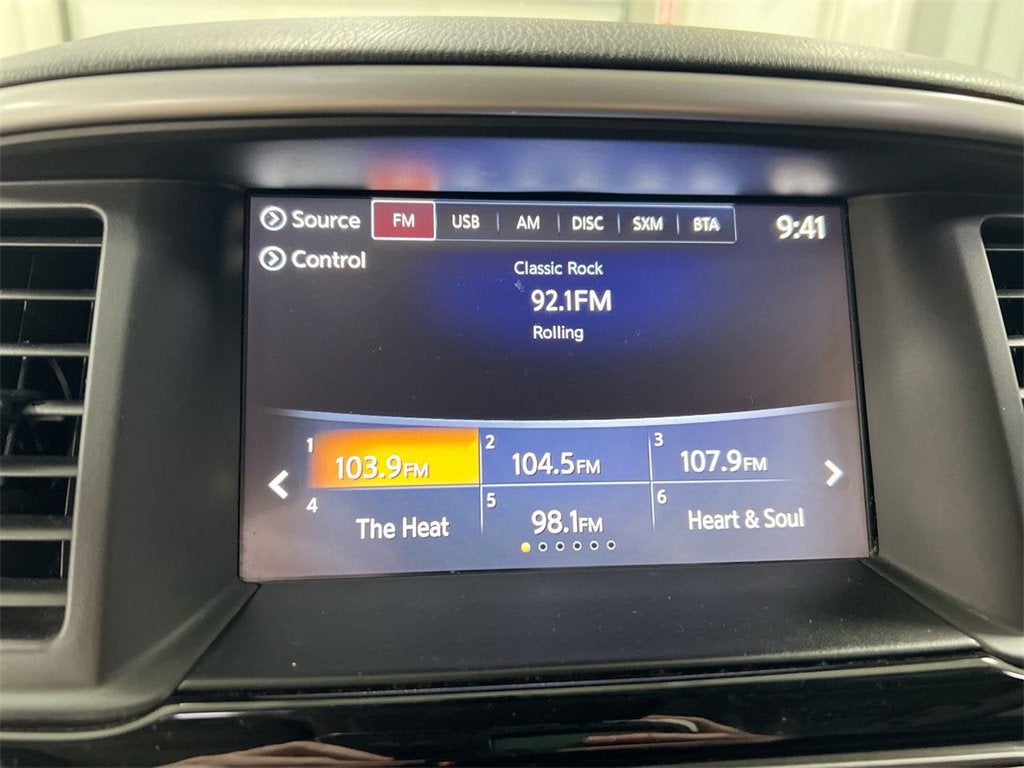 Source FM USB AM DISC SXM BTA 9:41
Control
Classic Rock
92.1FM
Rolling
1 103.9FM 2 104.5FM 3 107.9FM
4 The Heat 5 98.1FM 6 Heart & Soul